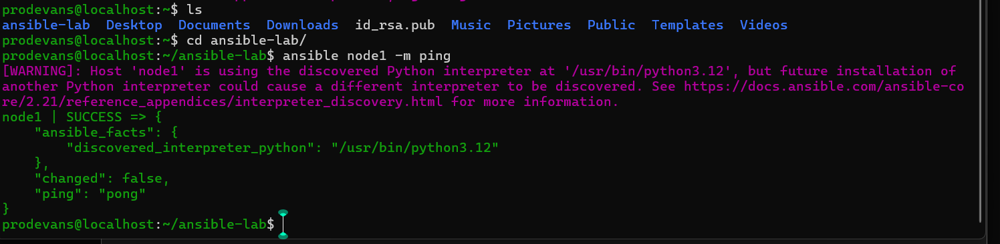 prodevans@localhost:~$ ls
ansible-lab  Desktop  Documents  Downloads  id_rsa.pub  Music  Pictures  Public  Templates  Videos
prodevans@localhost:~$ cd ansible-lab/
prodevans@localhost:~/ansible-lab$ ansible node1 -m ping
[WARNING]: Host 'node1' is using the discovered Python interpreter at '/usr/bin/python3.12', but future installation of
another Python interpreter could cause a different interpreter to be discovered. See https://docs.ansible.com/ansible-co
re/2.21/reference_appendices/interpreter_discovery.html for more information.
node1 | SUCCESS => {
    "ansible_facts": {
        "discovered_interpreter_python": "/usr/bin/python3.12"
    },
    "changed": false,
    "ping": "pong"
}
prodevans@localhost:~/ansible-lab$